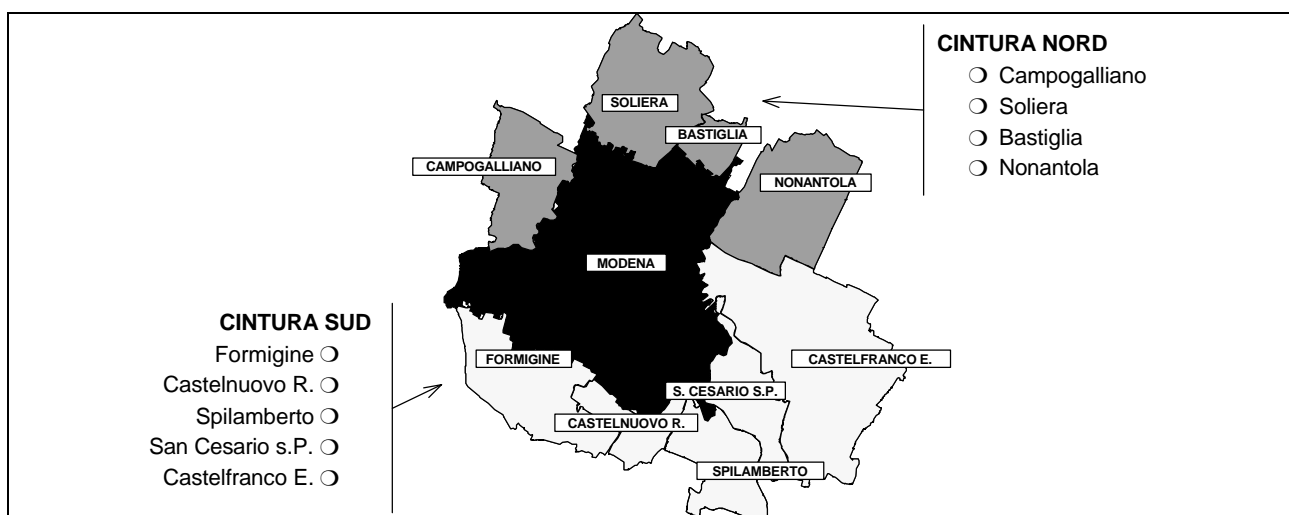 CINTURA NORD
❍ Campogalliano
❍ Soliera
❍ Bastiglia
❍ Nonantola
SOLIERA
BASTIGLIA
CAMPOGALLIANO
NONANTOLA
MODENA
CINTURA SUD
Formigine ❍
Castelnuovo R. ❍
Spilamberto ❍
San Cesario s.P. ❍
Castelfranco E. ❍
FORMIGINE
CASTELFRANCO E.
S. CESARIO S.P.
CASTELNUOVO R.
SPILAMBERTO